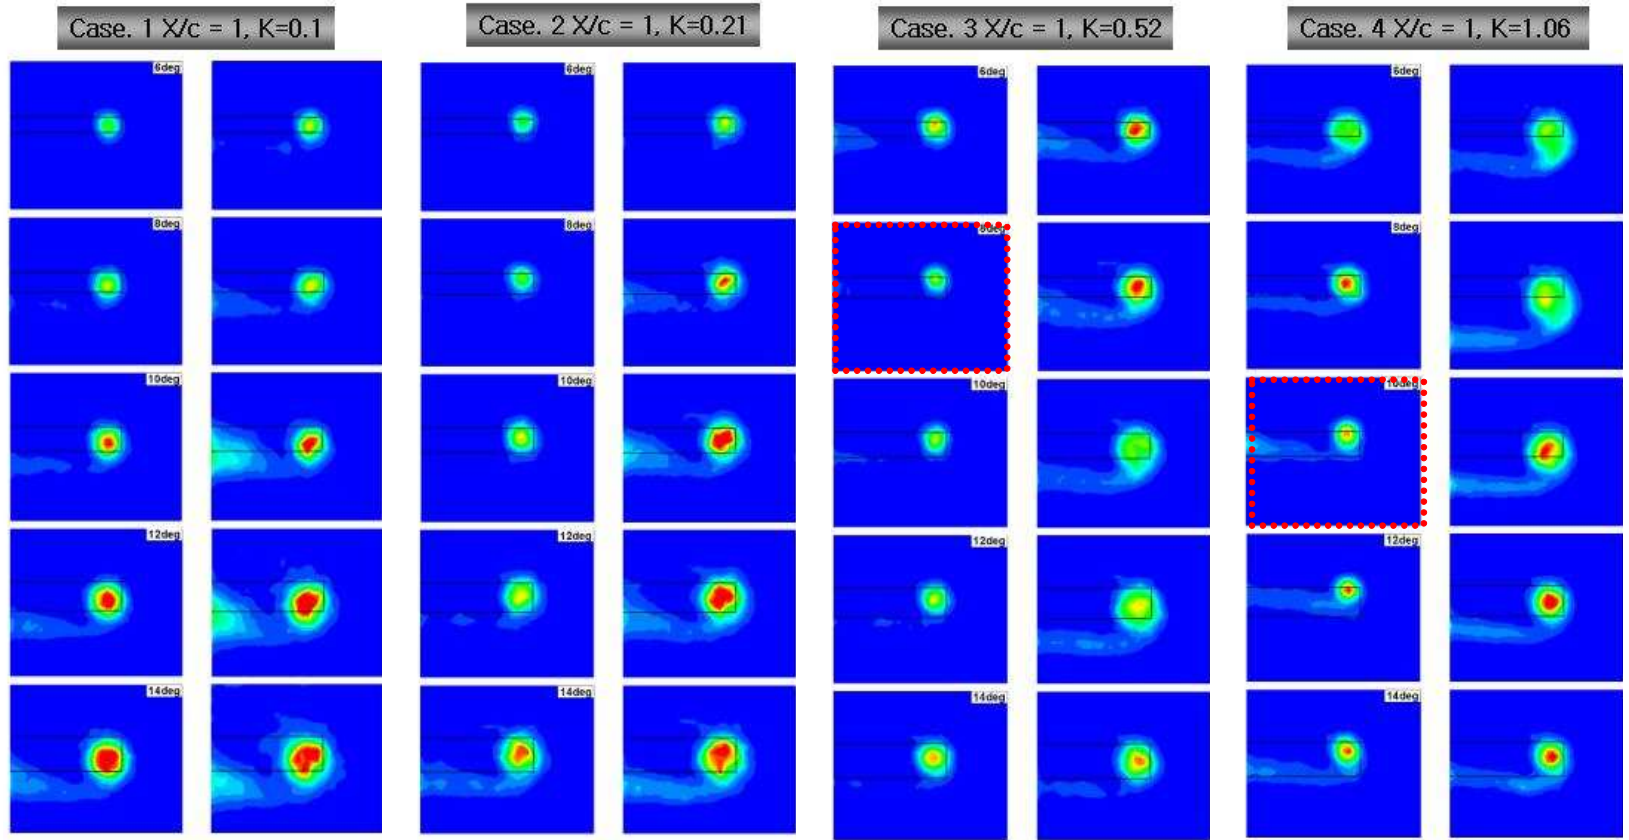 Case. 1 X/c = 1, K=0.1
Case. 2 X/c = 1, K=0.21
Case. 3 X/c = 1, K=0.52
Case. 4 X/c = 1, K=1.06
6deg
6deg
6deg
6deg
8deg
8deg
8deg
8deg
10deg
10deg
10deg
10deg
12deg
12deg
12deg
12deg
14deg
14deg
14deg
14deg